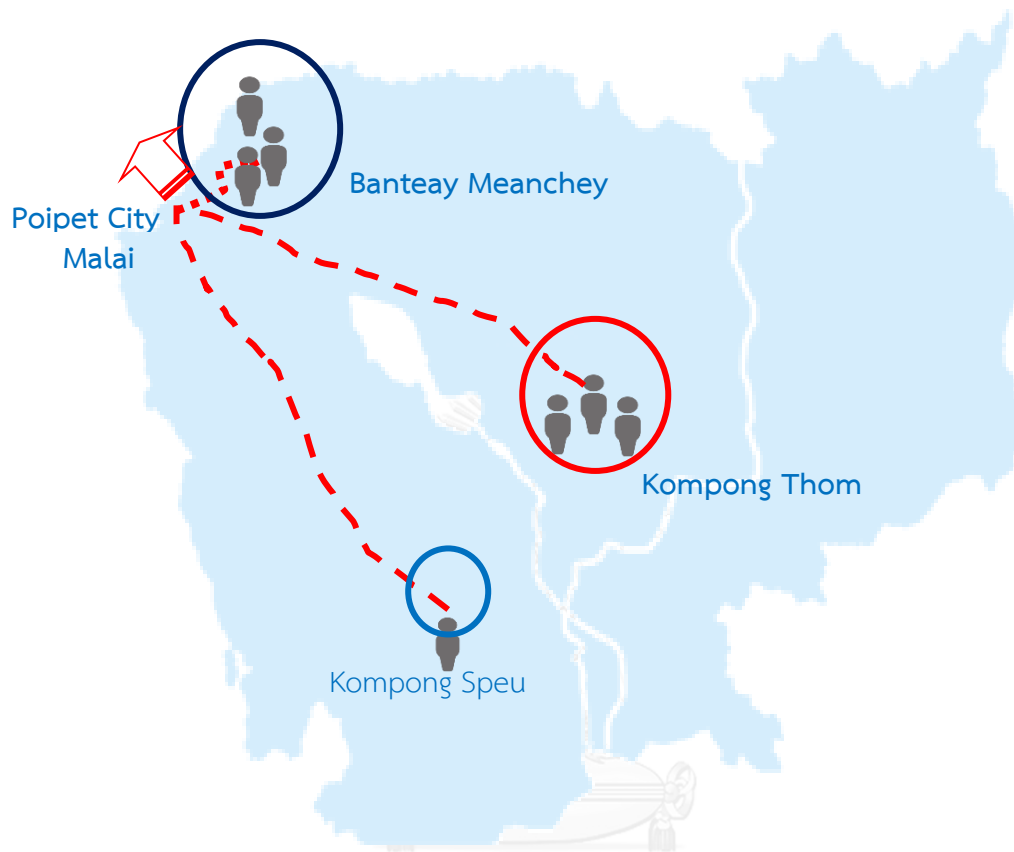 Banteay Meanchey
Poipet City
Malai
Kompong Thom
Kompong Speu